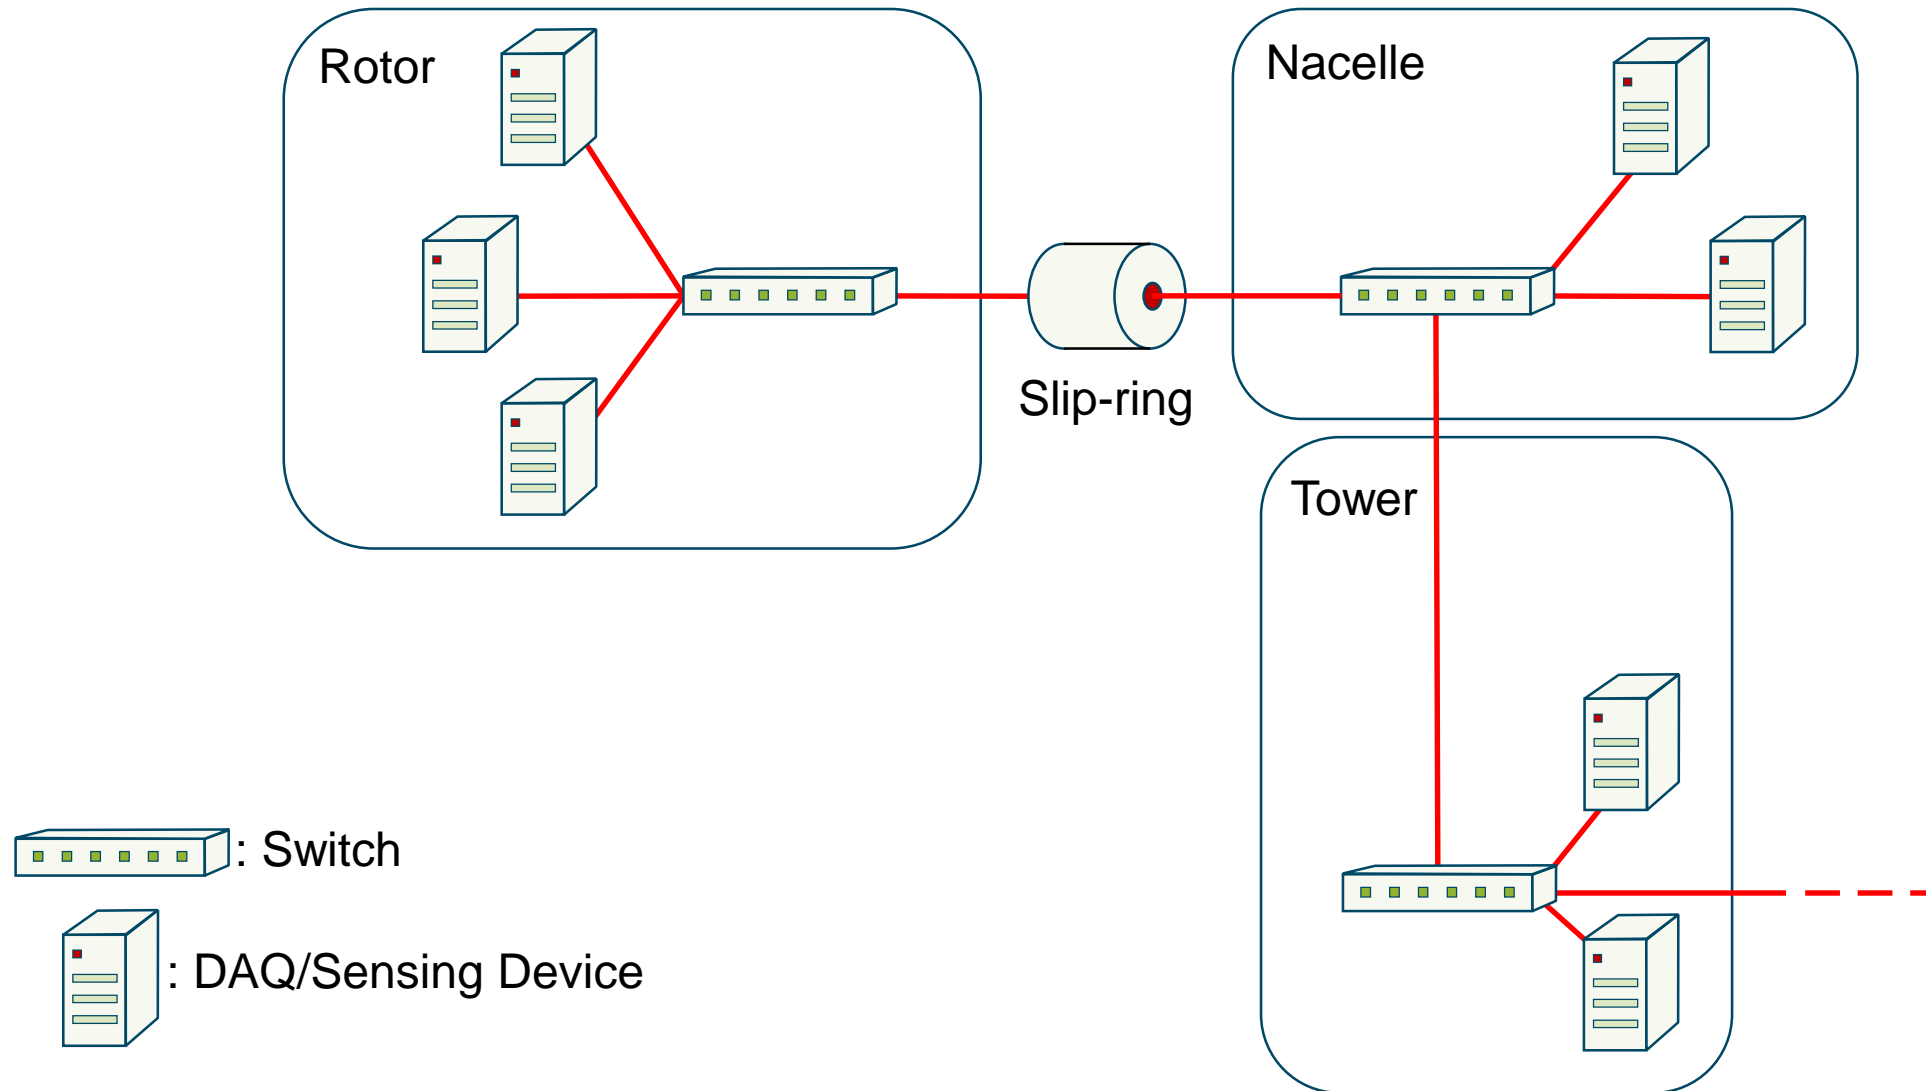 Rotor
Nacelle
Slip-ring
Tower
: Switch
: DAQ/Sensing Device